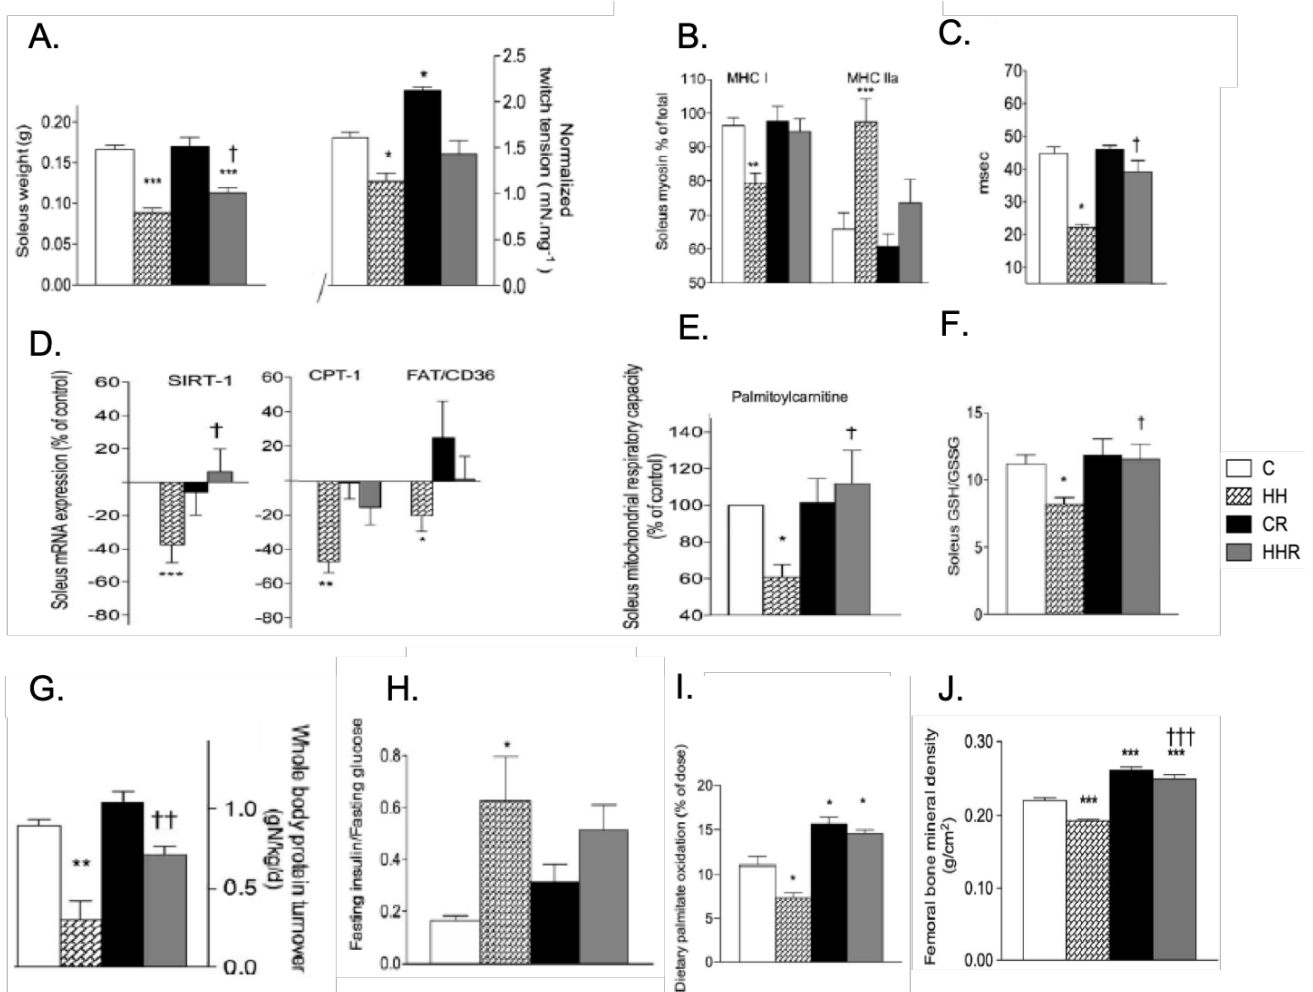 A.
Soleus weight (g)
0.20
0.15
0.10
0.05
0.00
***
†
***
*
*
2.5
2.0
1.5
1.0
0.5
0.0
Normalized
twitch tension ( mN.mg-1 )
B.
Soleus myosin % of total
110
100
90
80
70
60
50
MHC I
MHC IIa
**
***
C.
msec
70
60
50
40
30
20
10
*
†
D.
Soleus mRNA expression (% of control)
60
40
20
-20
-40
-60
-80
SIRT-1
***
†
60
40
20
-20
-40
-60
-80
CPT-1
FAT/CD36
**
*
E.
Soleus mitochondrial respiratory capacity
(% of control)
Palmitoylcarnitine
140
120
100
80
60
40
*
†
F.
Soleus GSH/GSSG
15
10
5
0
*
†
C
HH
CR
HHR
G.
**
††
1.0
0.5
0.0
Whole body protein turnover
(gN/kg/d)
H.
Fasting insulin/Fasting glucose
0.8
0.6
0.4
0.2
0.0
*
I.
Dietary palmitate oxidation (% of dose)
20
15
10
5
0
*
*
*
J.
Femoral bone mineral density
(g/cm2)
0.30
0.20
0.10
0.00
***
***
†††
***